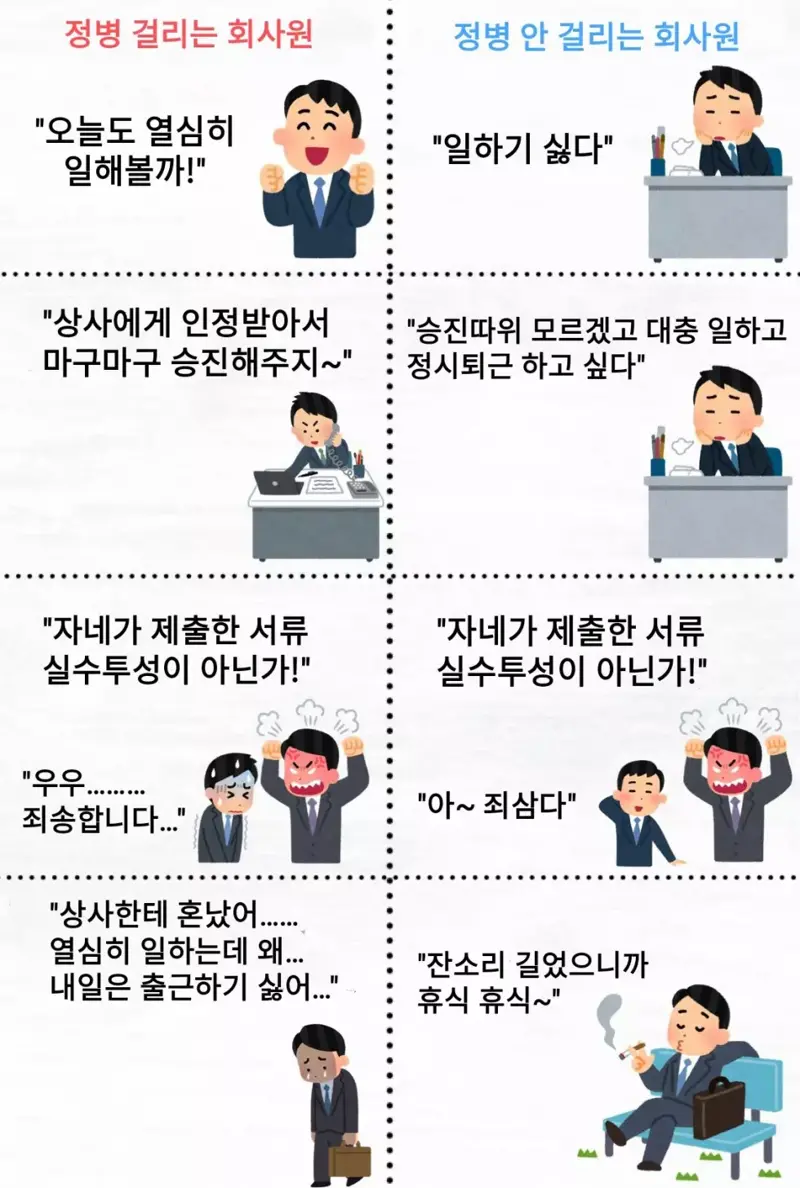 정병 걸리는 회사원
정병 안 걸리는 회사원
"오늘도 열심히
일해볼까!"
"일하기 싫다"
"상사에게 인정받아서
마구마구 승진해주지~"
"승진따위 모르겠고 대충 일하고
정시퇴근 하고 싶다"
"자네가 제출한 서류
실수투성이 아닌가!"
"우우………
죄송합니다…"
"자네가 제출한 서류
실수투성이 아닌가!"
"아~ 죄삼다"
"상사한테 혼났어……
열심히 일하는데 왜…
내일은 출근하기 싫어…"
"잔소리 길었으니까
휴식 휴식~"